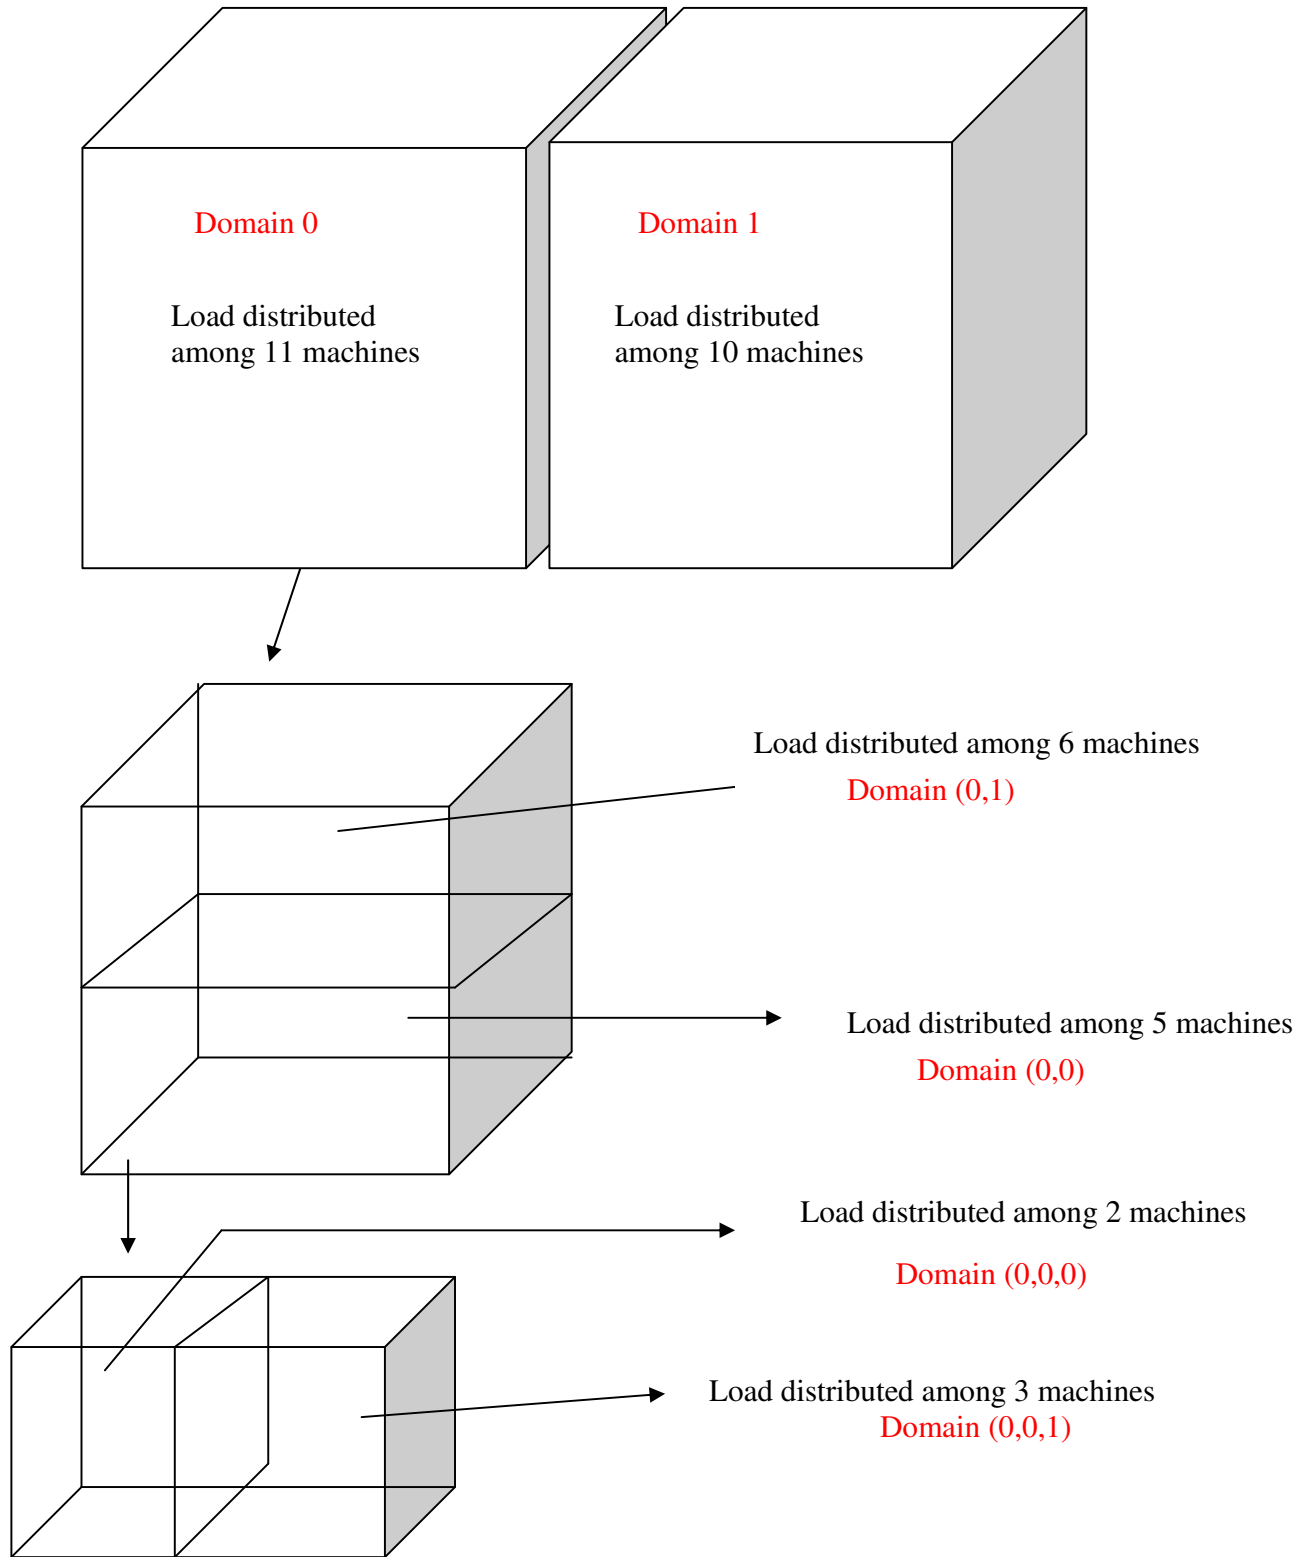 Domain 0
Load distributed
among 11 machines
Domain 1
Load distributed
among 10 machines
Load distributed among 6 machines
Domain (0,1)
Load distributed among 5 machines
Domain (0,0)
Load distributed among 2 machines
Domain (0,0,0)
Load distributed among 3 machines
Domain (0,0,1)